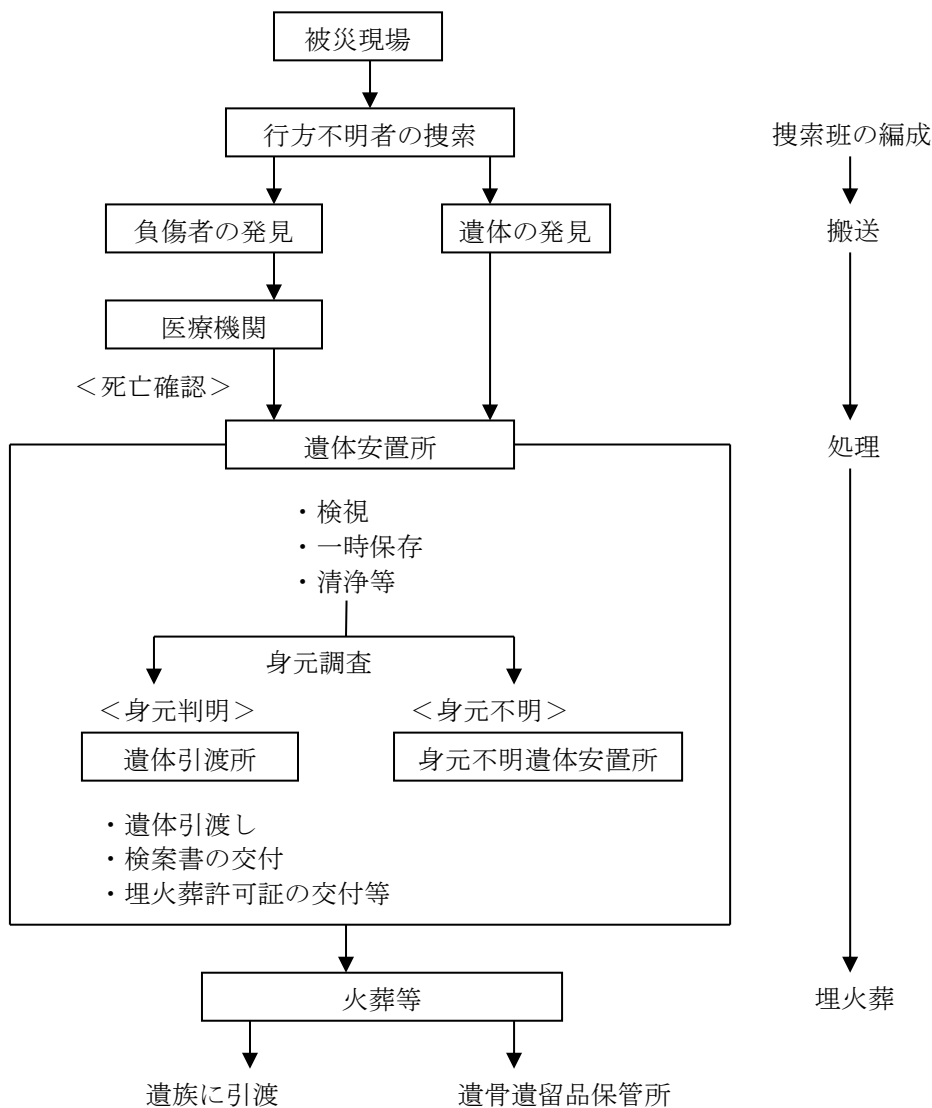 被災現場
行方不明者の捜索
捜索班の編成
負傷者の発見
遺体の発見
搬送
医療機関
＜死亡確認＞
遺体安置所
処理
・検視
・一時保存
・清浄等
身元調査
＜身元判明＞
＜身元不明＞
遺体引渡所
身元不明遺体安置所
・遺体引渡し
・検案書の交付
・埋火葬許可証の交付等
火葬等
埋火葬
遺族に引渡
遺骨遺留品保管所